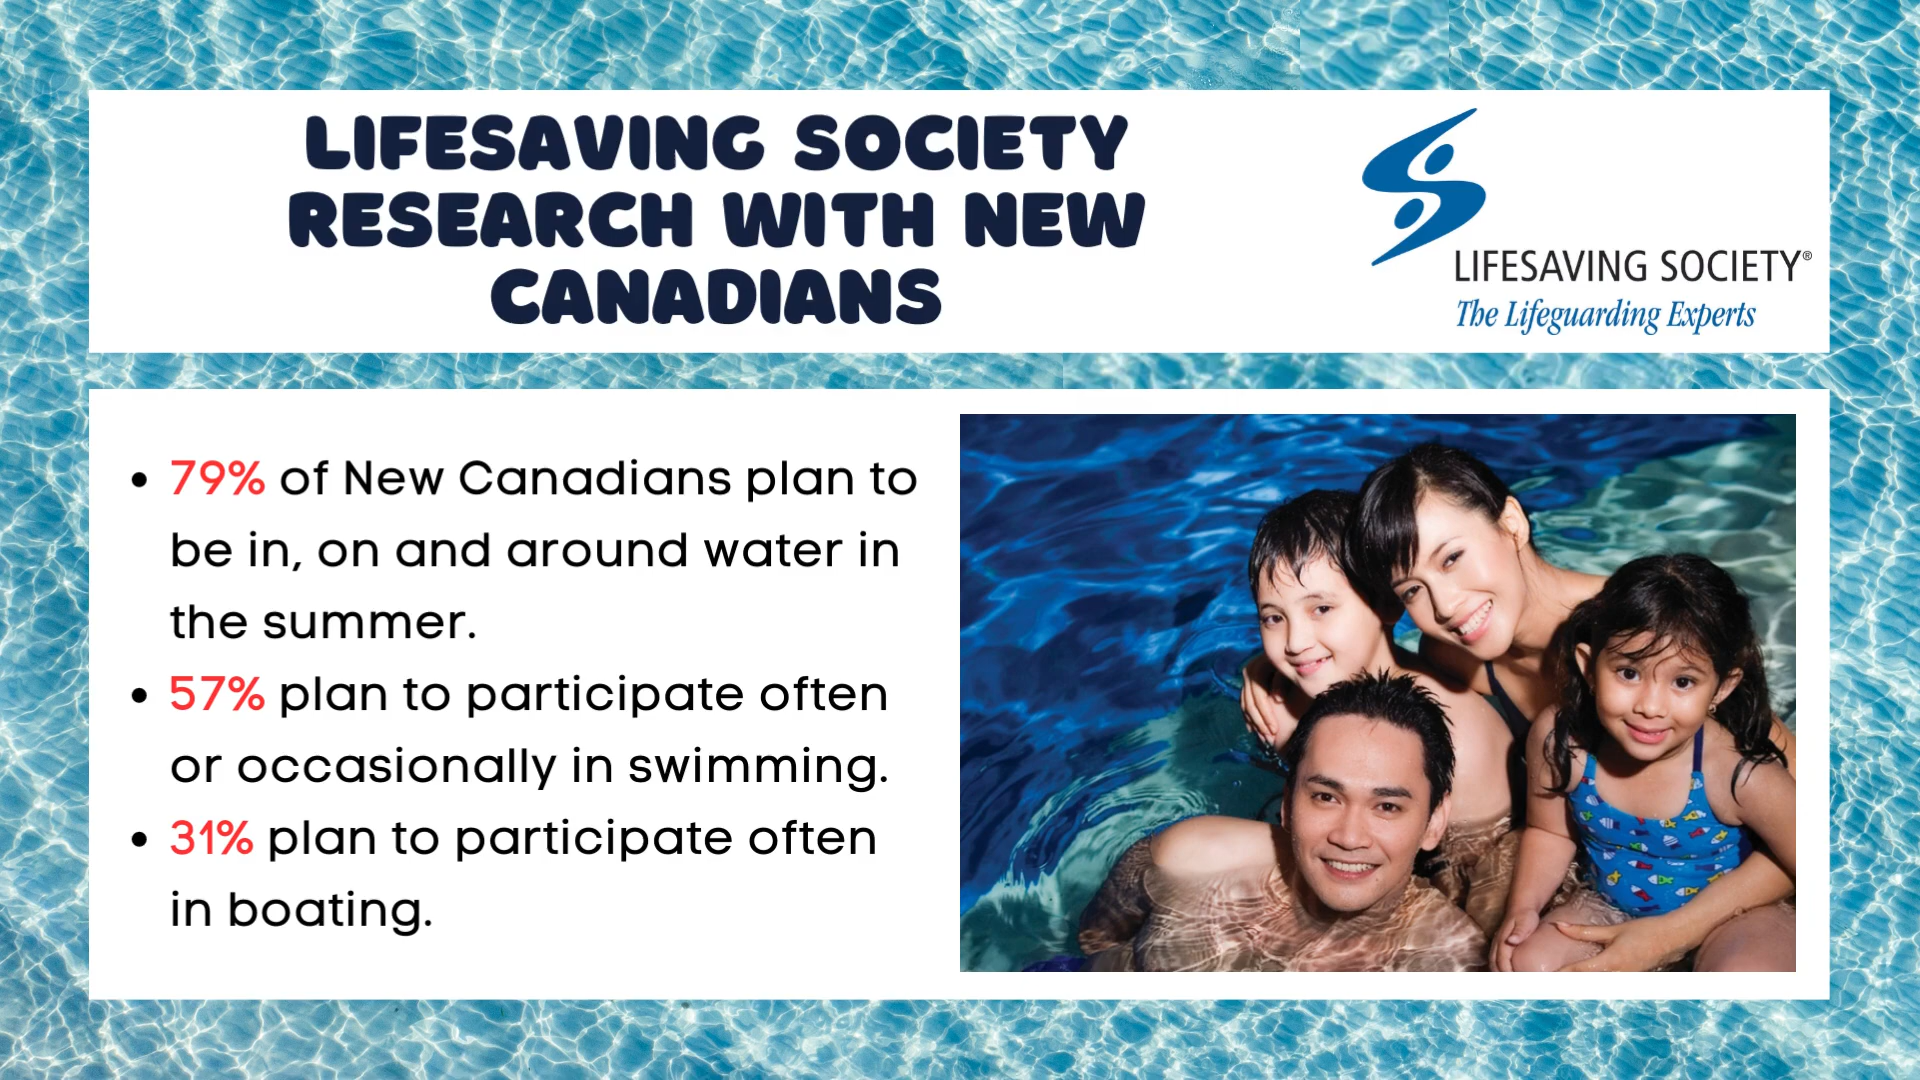 LIFESAVING SOCIETY
RESEARCH WITH NEW
CANADIANS
LIFESAVING SOCIETY®
The Lifeguarding Experts
• 79% of New Canadians plan to
be in, on and around water in
the summer.
• 57% plan to participate often
or occasionally in swimming.
• 31% plan to participate often
in boating.